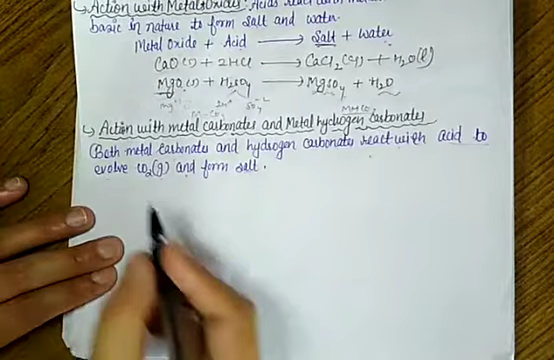 ↳ Action with Metal Oxides: Acids react with
basic in nature to form salt and water.
Metal Oxide + Acid ⟶ Salt + Water
CaO(s) + 2HCl ⟶ CaCl2(aq) + H2O(l)
MgO(s) + H2SO4 ⟶ MgSO4 + H2O
↳ Action with metal carbonates and Metal hydrogen carbonates
(Both metal carbonates and hydrogen carbonates react with acid to
evolve CO2(g) and form salt.